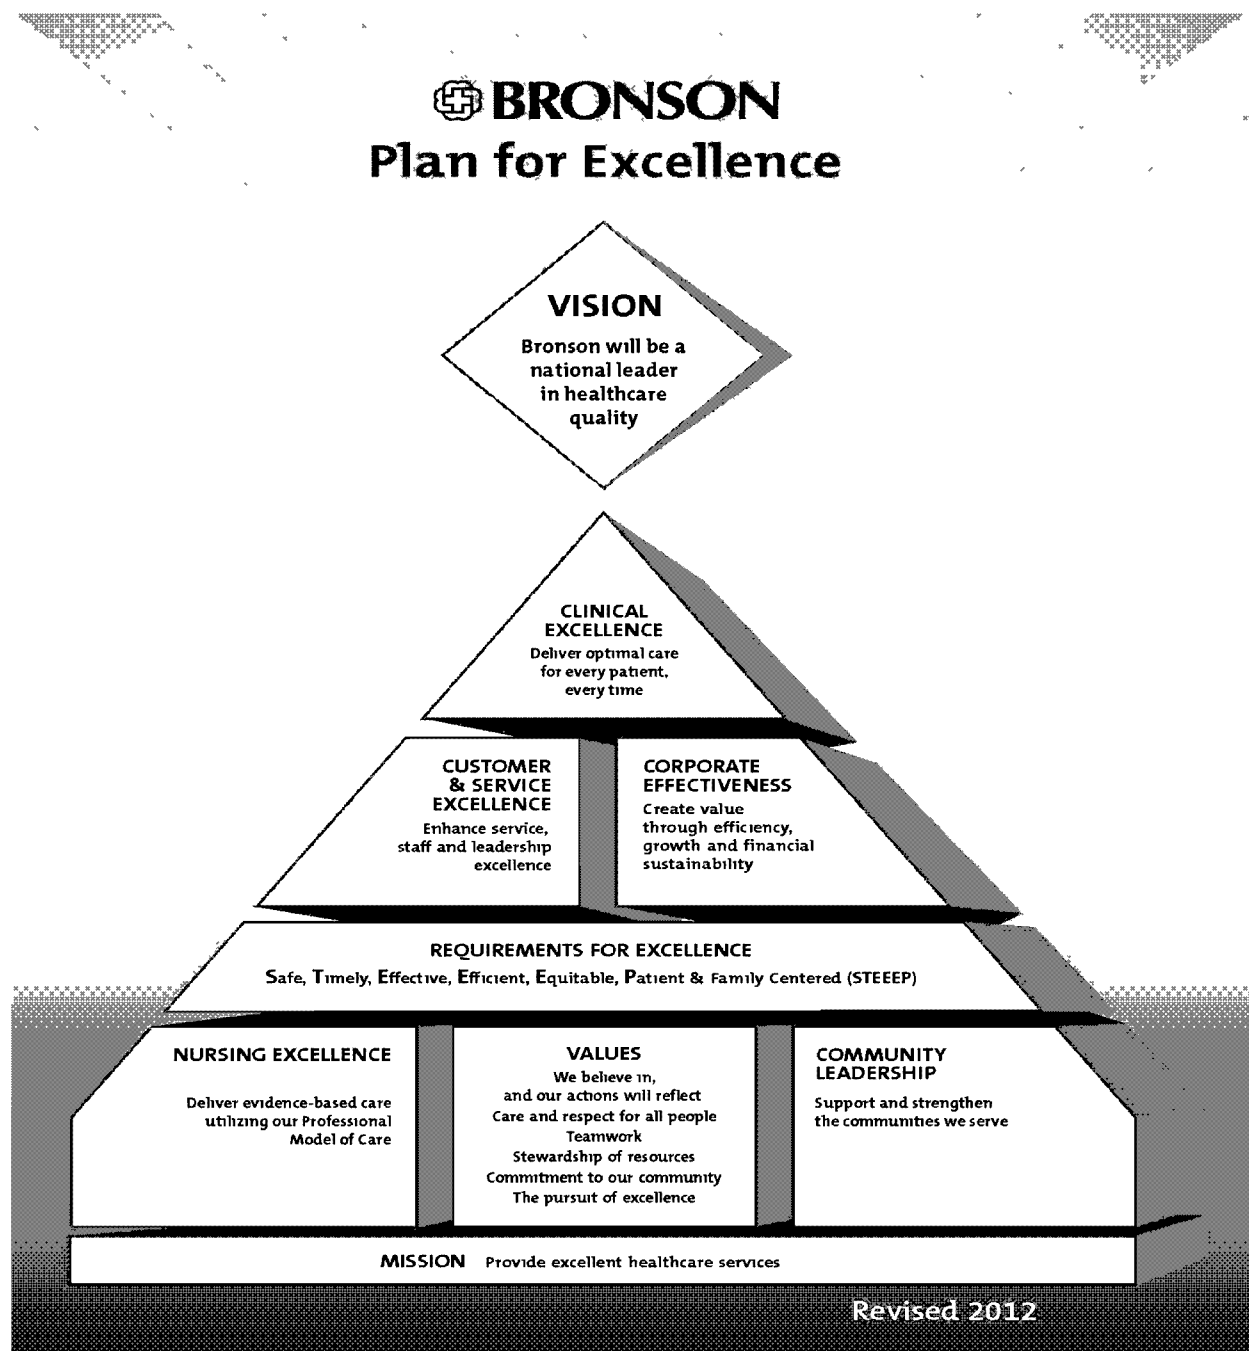 BRONSON
Plan for Excellence
VISION
Bronson will be a
national leader
in healthcare
quality
CLINICAL
EXCELLENCE
Deliver optimal care
for every patient,
every time
CUSTOMER
& SERVICE
EXCELLENCE
Enhance service,
staff and leadership
excellence
CORPORATE
EFFECTIVENESS
Create value
through efficiency,
growth and financial
sustainability
REQUIREMENTS FOR EXCELLENCE
Safe, Timely, Effective, Efficient, Equitable, Patient & Family Centered (STEEEP)
NURSING EXCELLENCE
Deliver evidence-based care
utilizing our Professional
Model of Care
VALUES
We believe in,
and our actions will reflect
Care and respect for all people
Teamwork
Stewardship of resources
Commitment to our community
The pursuit of excellence
COMMUNITY
LEADERSHIP
Support and strengthen
the communities we serve
MISSION Provide excellent healthcare services
Revised 2012